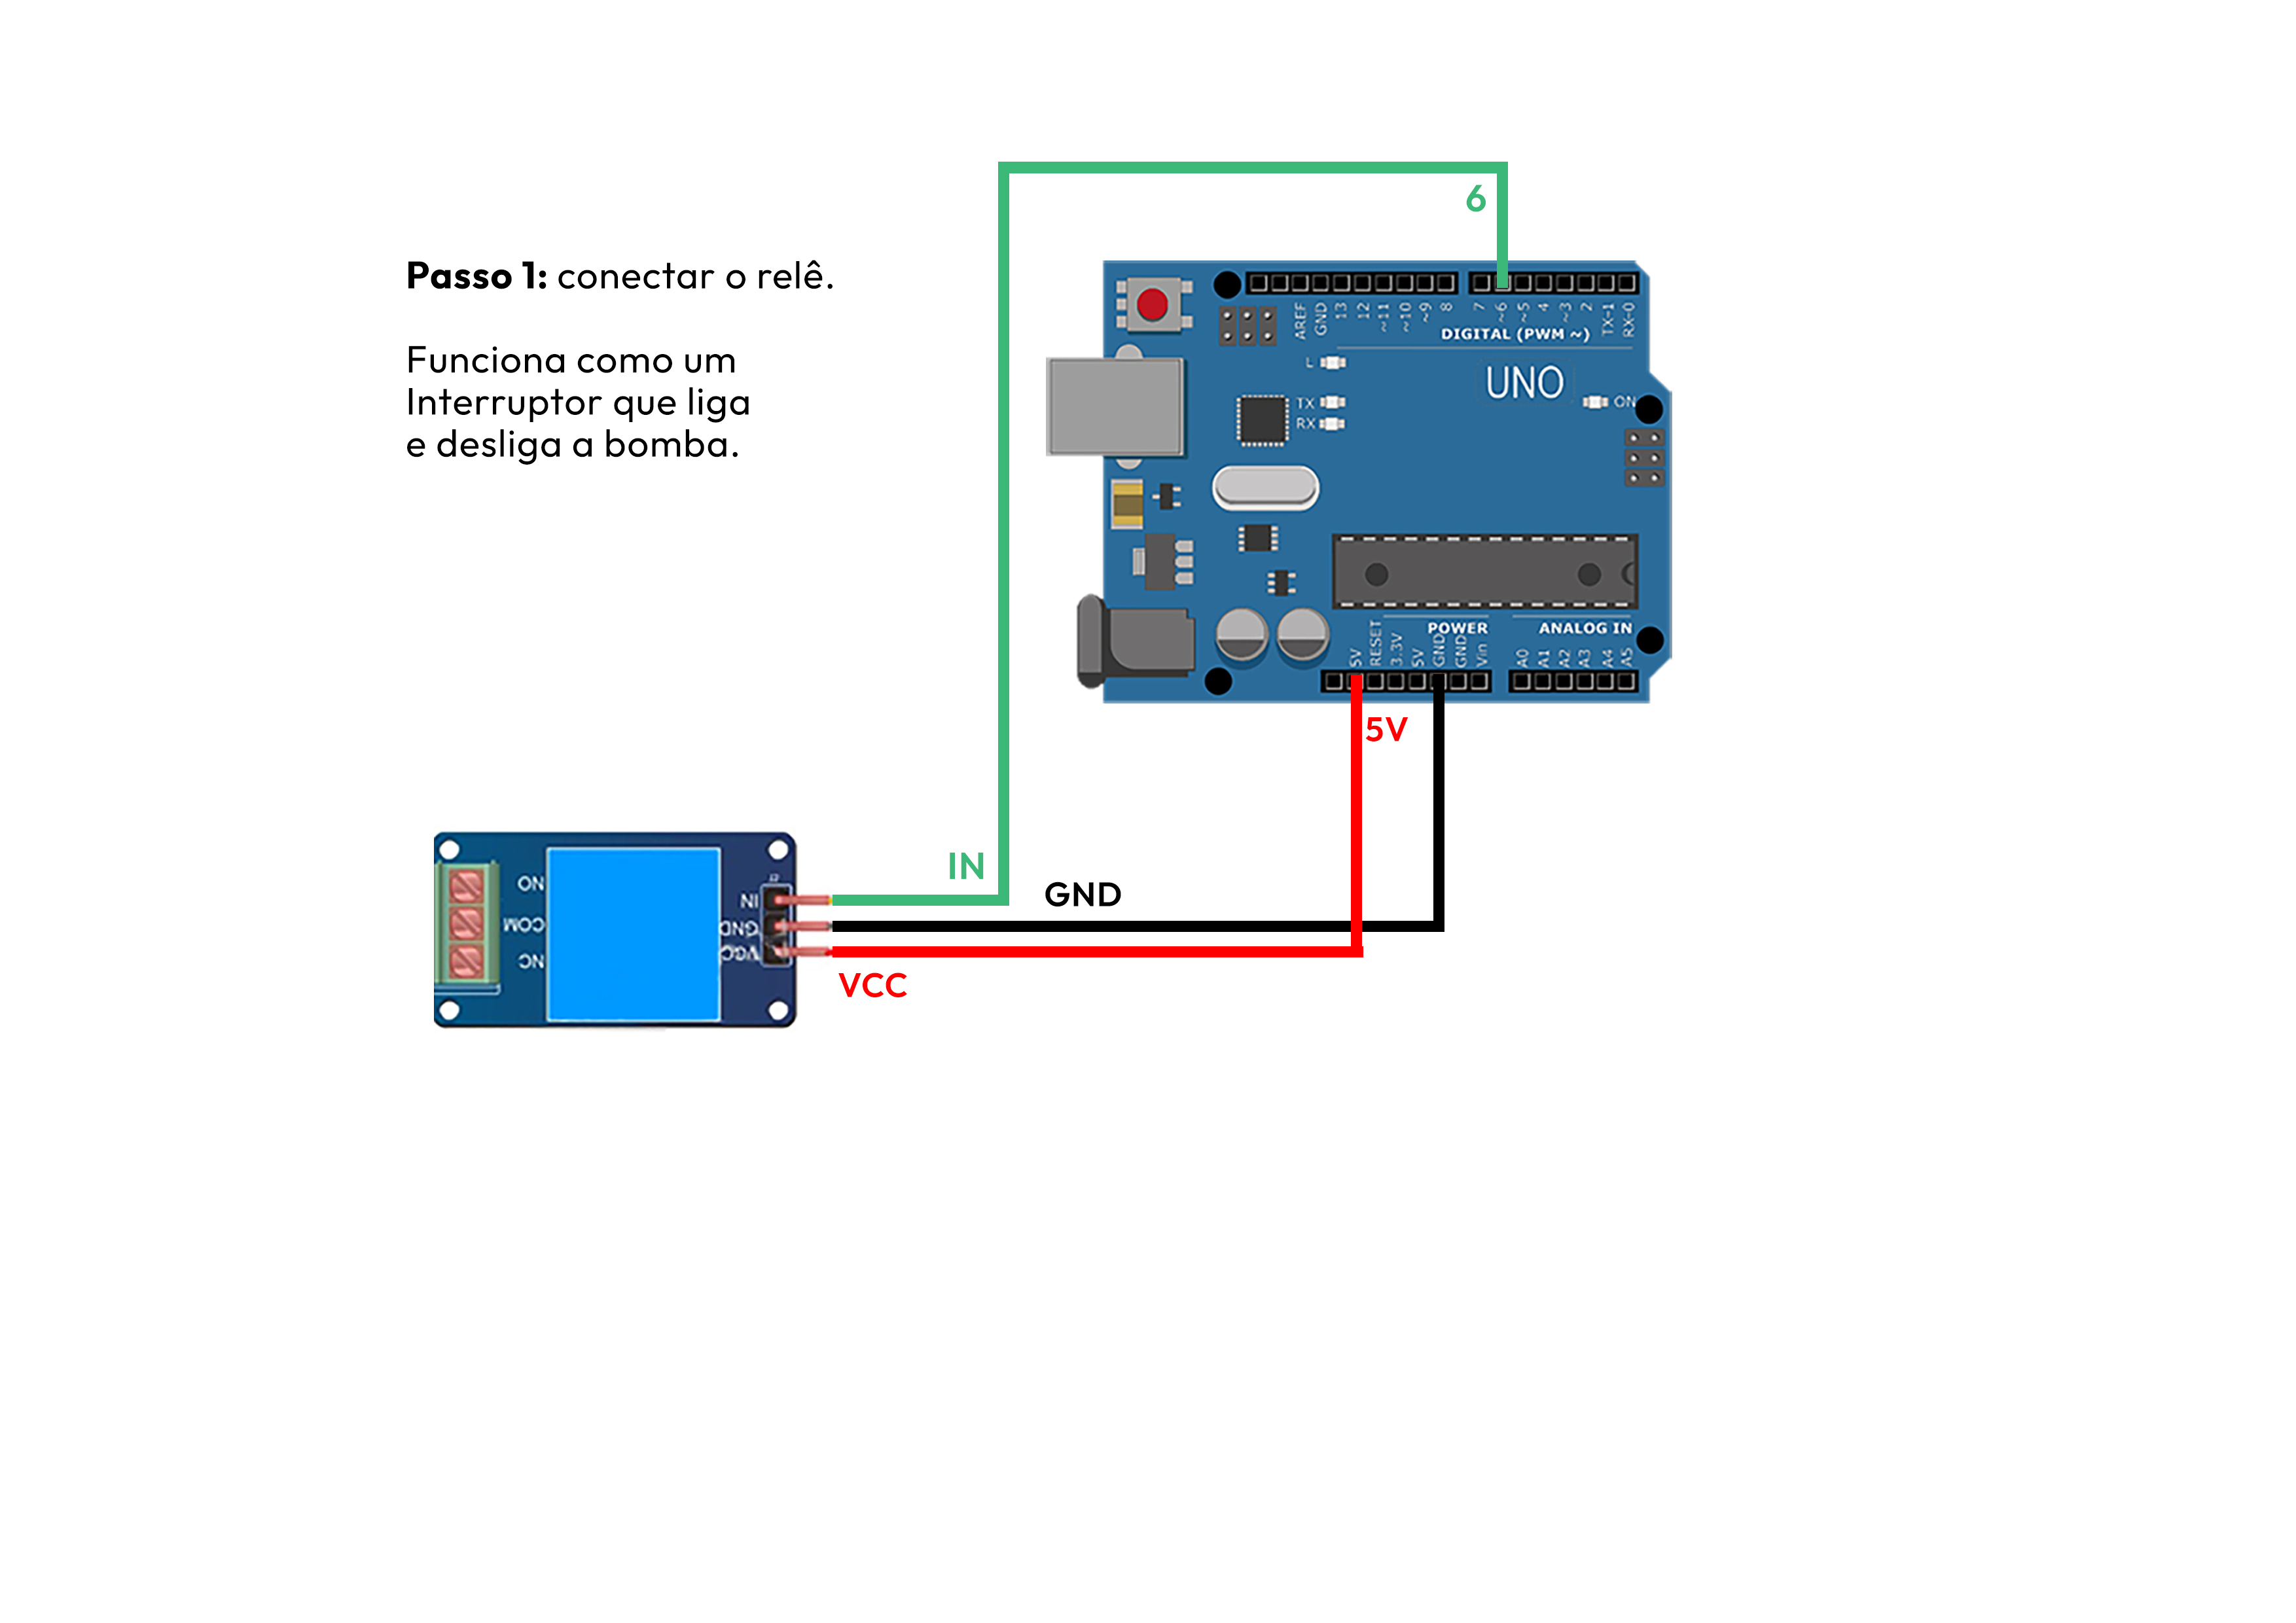 Passo 1: conectar o relê.
Funciona como um
Interruptor que liga
e desliga a bomba.
6
AREF
GND
13
12
~11
~10
~9
8
7
~6
~5
4
~3
2
TX-1
RX-0
DIGITAL (PWM ~)
L
UNO
TX
RX
ON
POWER
ANALOG IN
5V
RESET
3.3V
5V
GND
GND
Vin
A0
A1
A2
A3
A4
A5
5V
IN
GND
VCC
NO
COM
NC
IN
GND